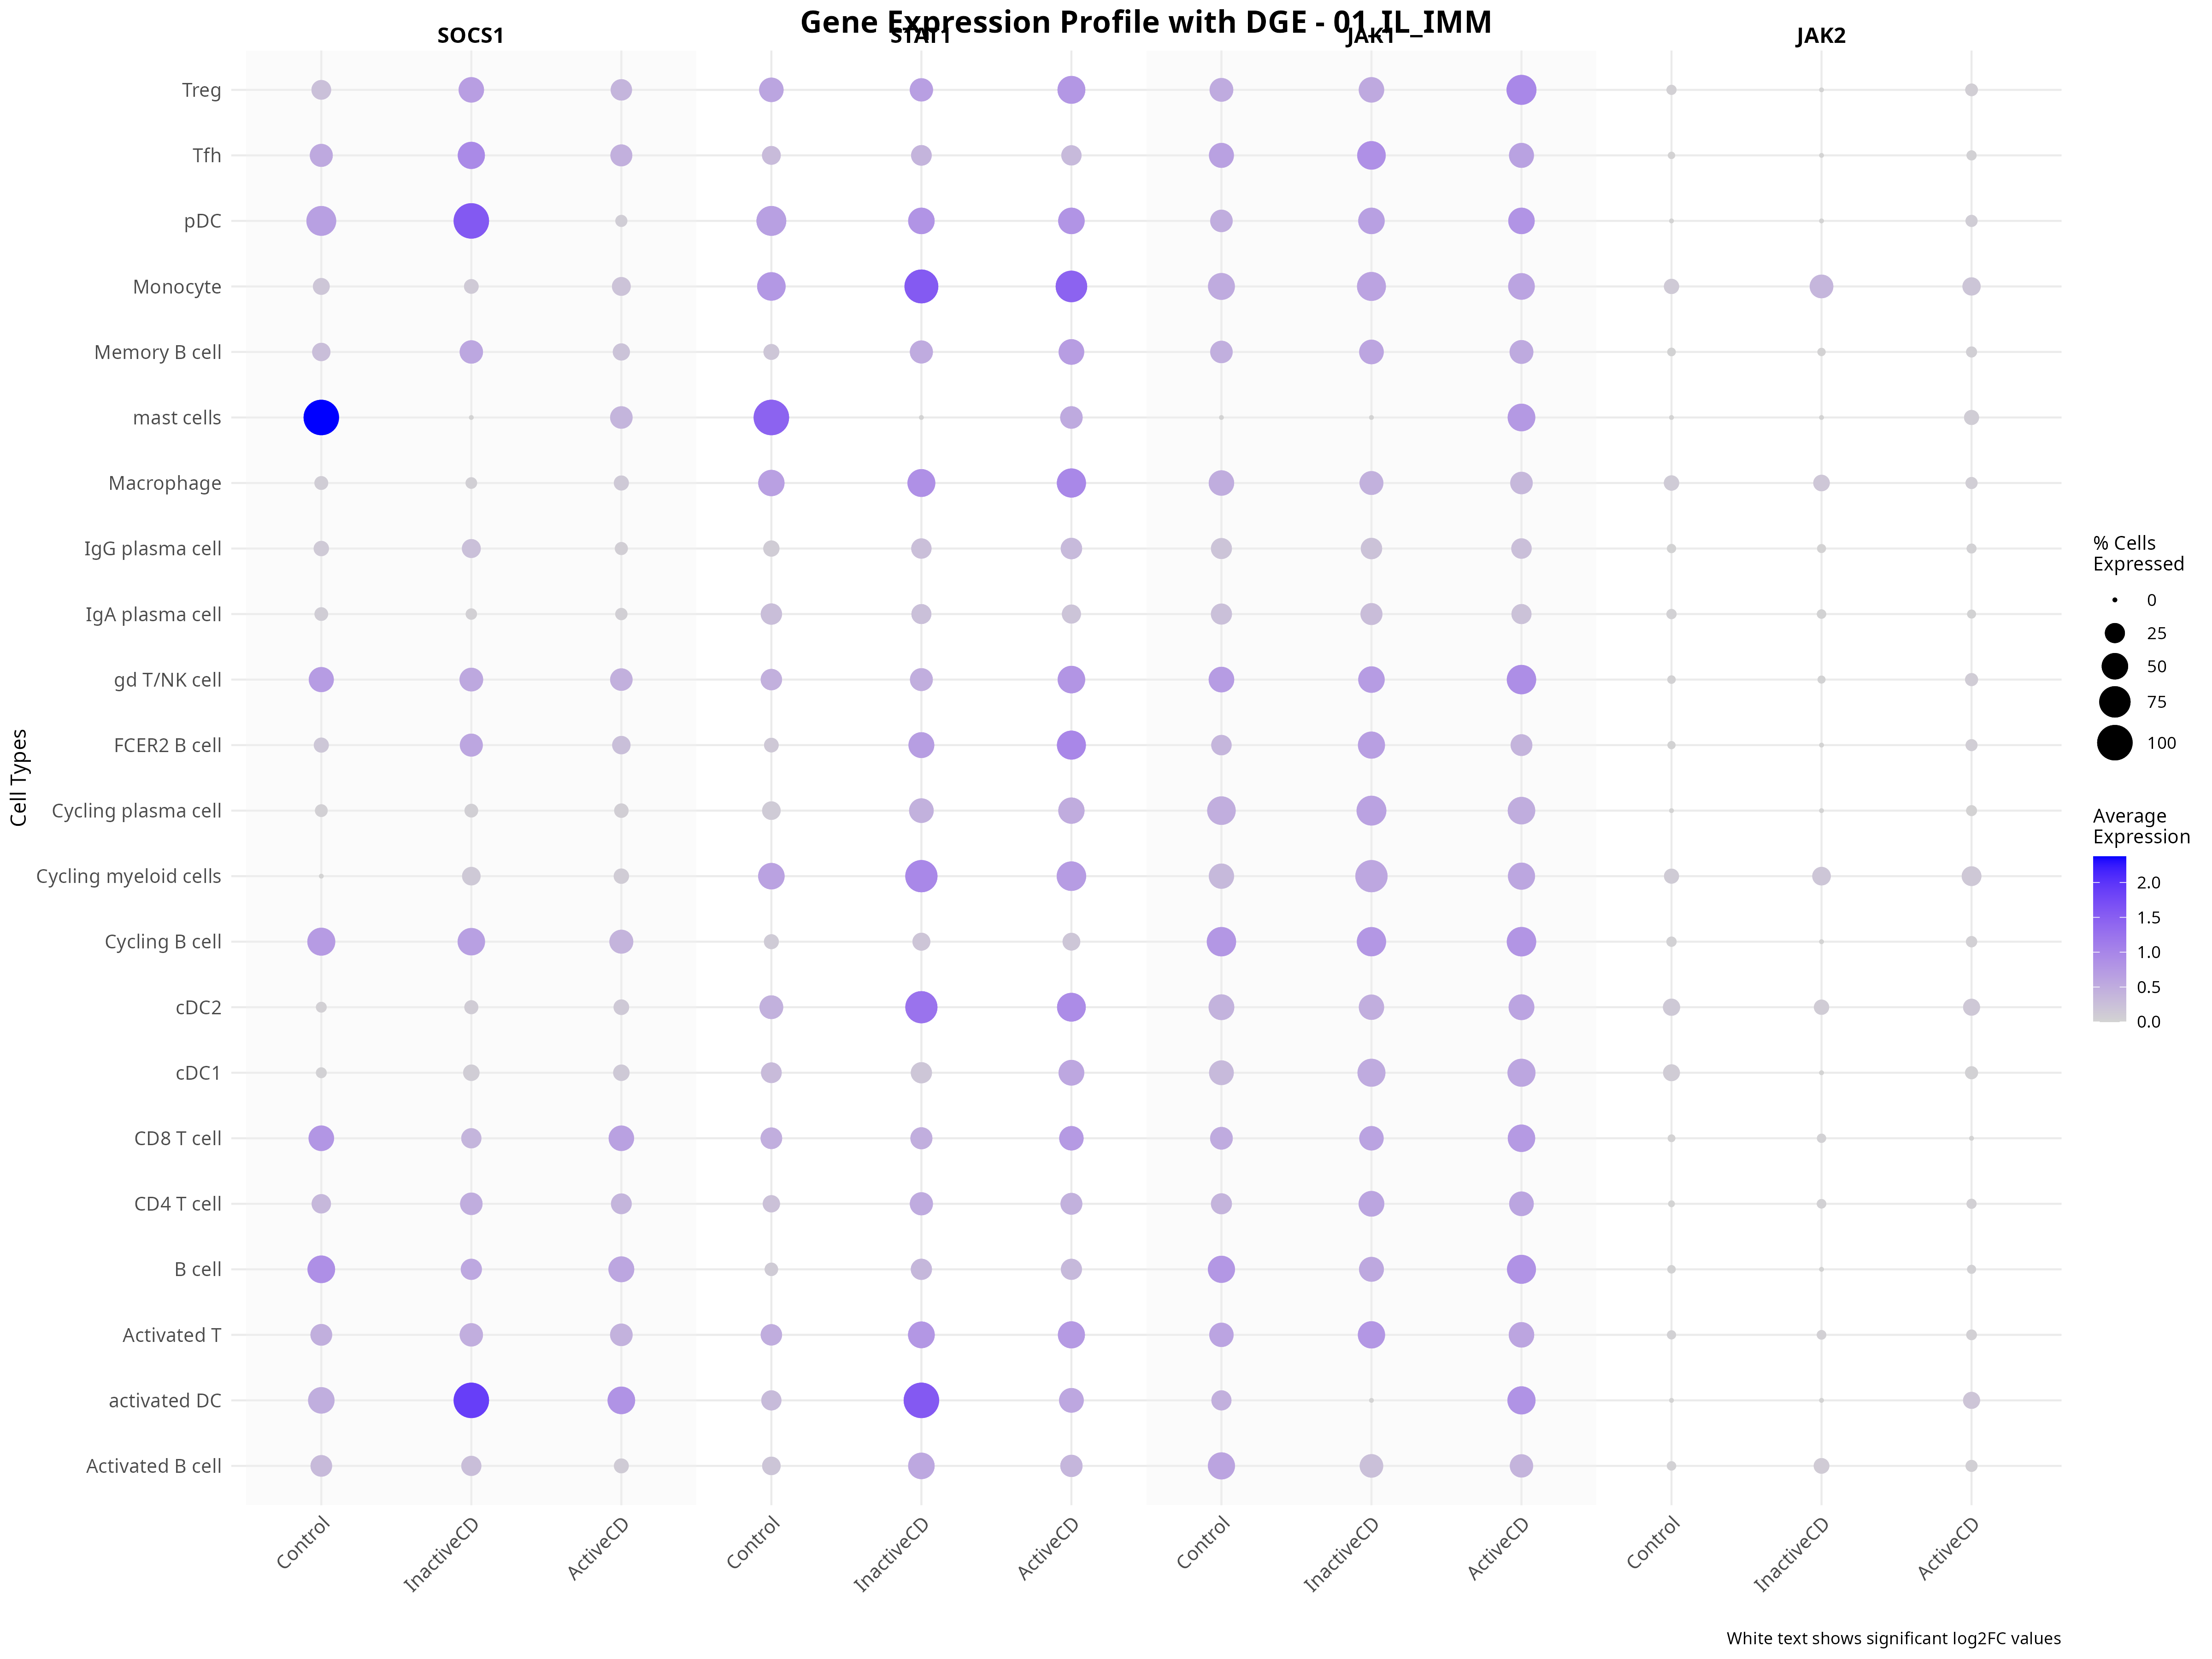 Gene Expression Profile with DGE - 01_IL_IMM
SOCS1 STAT1 JAK1 JAK2
Cell Types
Treg
Tfh
pDC
Monocyte
Memory B cell
mast cells
Macrophage
IgG plasma cell
IgA plasma cell
gd T/NK cell
FCER2 B cell
Cycling plasma cell
Cycling myeloid cells
Cycling B cell
cDC2
cDC1
CD8 T cell
CD4 T cell
B cell
Activated T
activated DC
Activated B cell
Control InactiveCD ActiveCD Control InactiveCD ActiveCD Control InactiveCD ActiveCD Control InactiveCD ActiveCD
% Cells
Expressed
0
25
50
75
100
Average
Expression
2.0
1.5
1.0
0.5
0.0
White text shows significant log2FC values